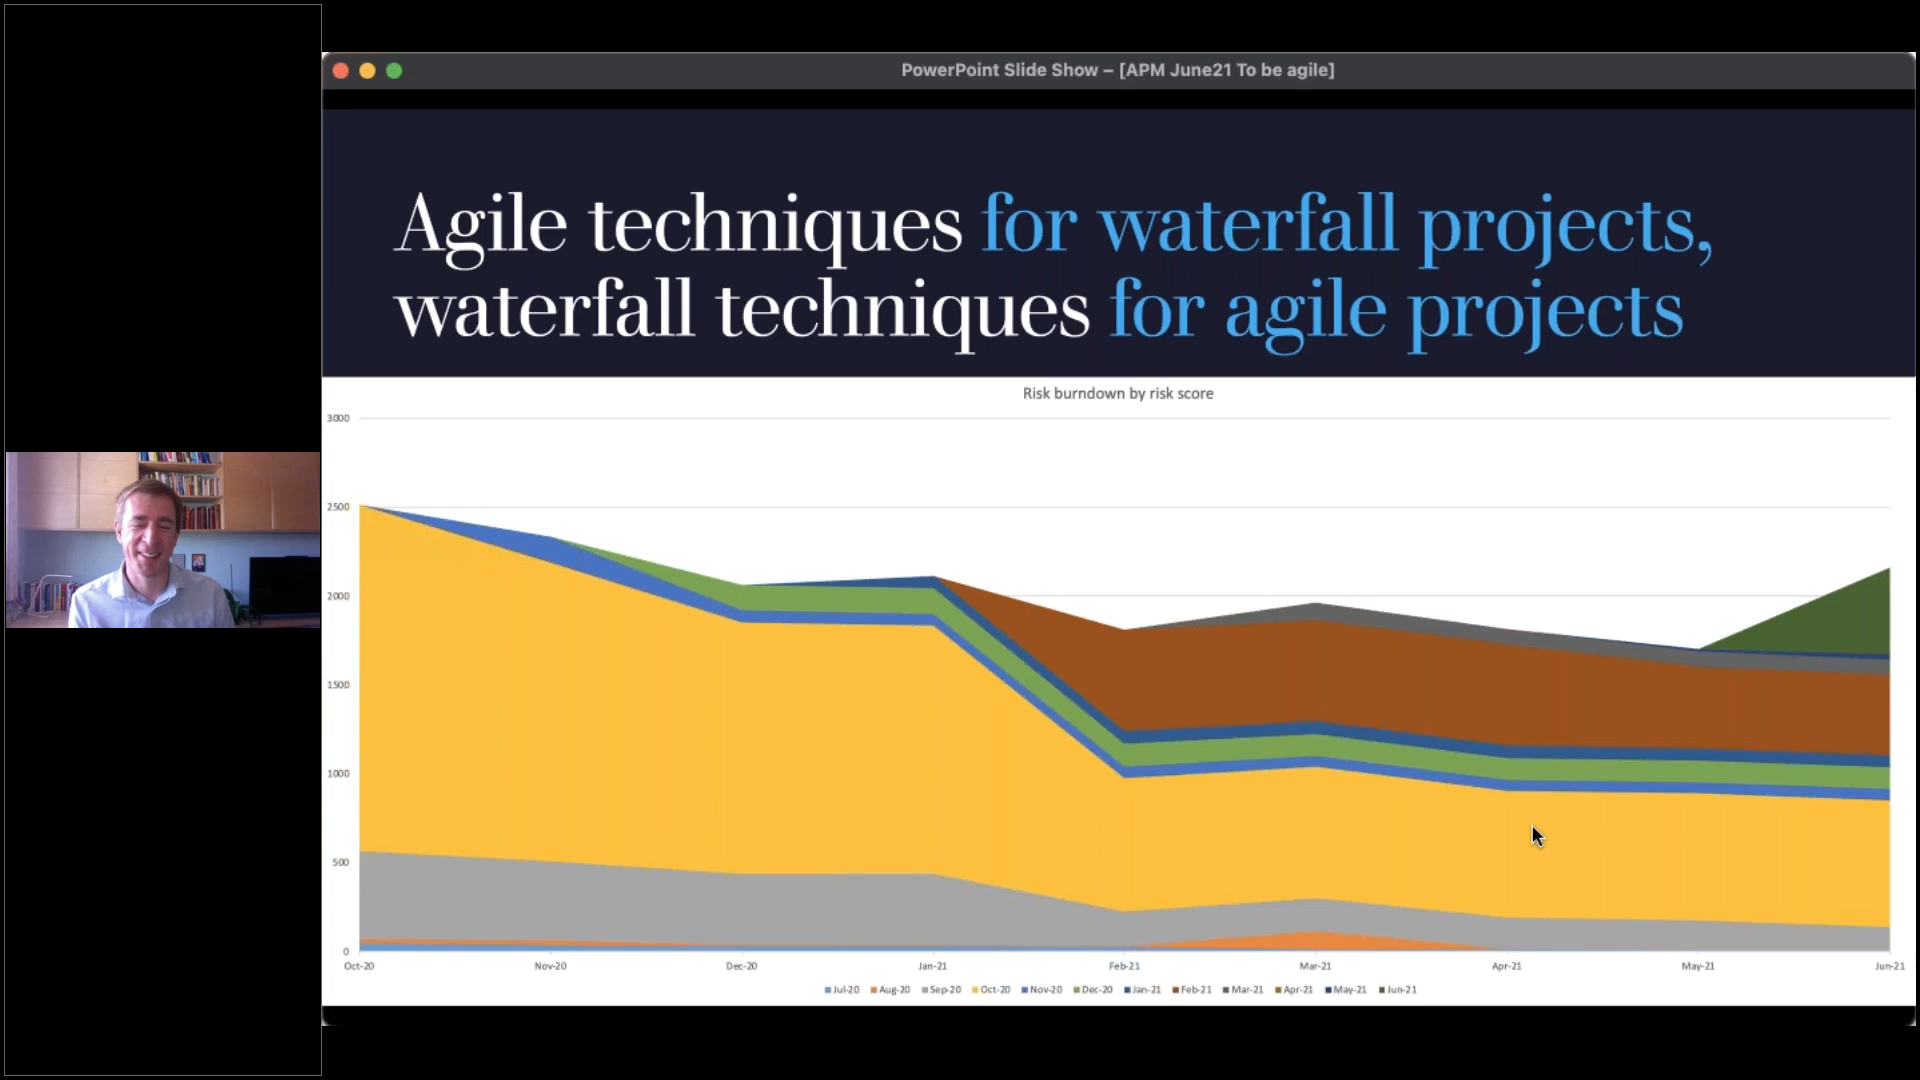 PowerPoint Slide Show – [APM June21 To be agile]
Agile techniques for waterfall projects,
waterfall techniques for agile projects
Risk burndown by risk score
3000
2500
2000
1500
1000
500
0
Oct-20 Nov-20 Dec-20 Jan-21 Feb-21 Mar-21 Apr-21 May-21 Jun-21
Jul-20 Aug-20 Sep-20 Oct-20 Nov-20 Dec-20 Jan-21 Feb-21 Mar-21 Apr-21 May-21 Jun-21